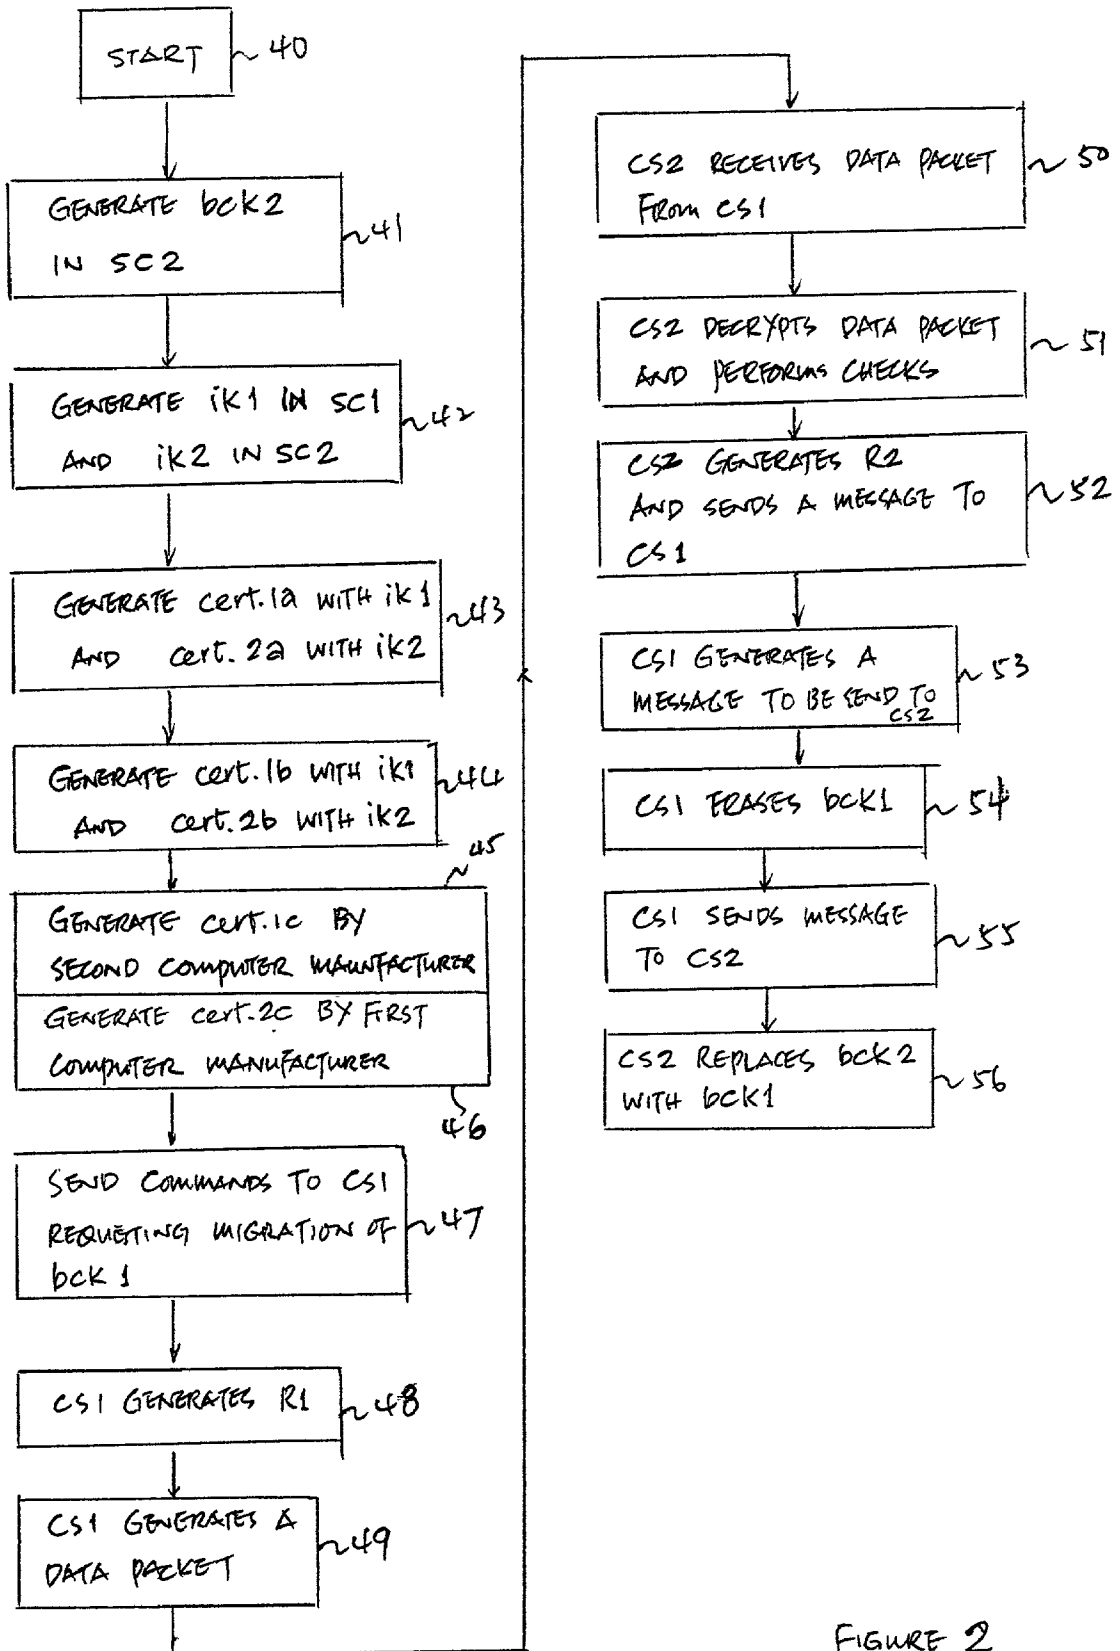 START
~ 40
GENERATE bck2
IN SC2
~41
GENERATE ik1 IN SC1
AND ik2 IN SC2
~42
GENERATE cert.1a WITH ik1
AND cert.2a WITH ik2
~43
GENERATE cert.1b WITH ik1
AND cert.2b WITH ik2
~44
~45
GENERATE cert.1c BY
SECOND COMPUTER MAUNFACTURER
GENERATE cert.2c BY FIRST
COMPUTER MANUFACTURER
46
SEND COMMANDS TO CS1
REQUETING MIGRATION OF
bck 1
~47
CS1 GENERATES R1
~48
CS1 GENERATES A
DATA PACKET
~49
CS2 RECEIVES DATA PACKET
FROM CS1
~ 50
CS2 DECRYPTS DATA PACKET
AND PERFORMS CHECKS
~ 51
CS2 GENERATES R2
AND SENDS A MESSAGE TO
CS1
~52
CS1 GENERATES A
MESSAGE TO BE SEND TO
CS2
~ 53
CS1 ERASES bck1
~ 54
CS1 SENDS MESSAGE
TO CS2
~55
CS2 REPLACES bck2
WITH bck1
~56
FIGURE 2